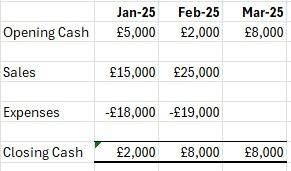 Jan-25 Feb-25 Mar-25
Opening Cash £5,000 £2,000 £8,000
Sales £15,000 £25,000
Expenses -£18,000 -£19,000
Closing Cash £2,000 £8,000 £8,000